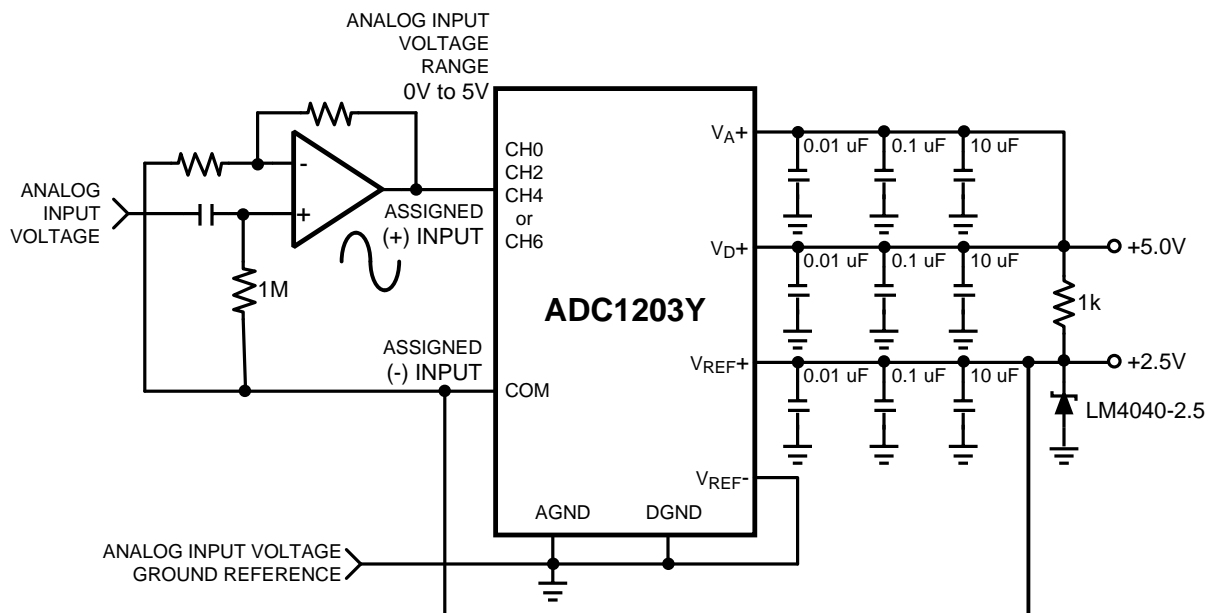 ANALOG INPUT
VOLTAGE
RANGE
0V to 5V
ANALOG
INPUT
VOLTAGE
-
+
1M
ASSIGNED
(+) INPUT
ASSIGNED
(-) INPUT
CH0
CH2
CH4
or
CH6
COM
ADC1203Y
VA+
0.01 uF
0.1 uF
10 uF
VD+
0.01 uF
0.1 uF
10 uF
+5.0V
1k
VREF+
0.01 uF
0.1 uF
10 uF
+2.5V
LM4040-2.5
VREF-
AGND
DGND
ANALOG INPUT VOLTAGE
GROUND REFERENCE